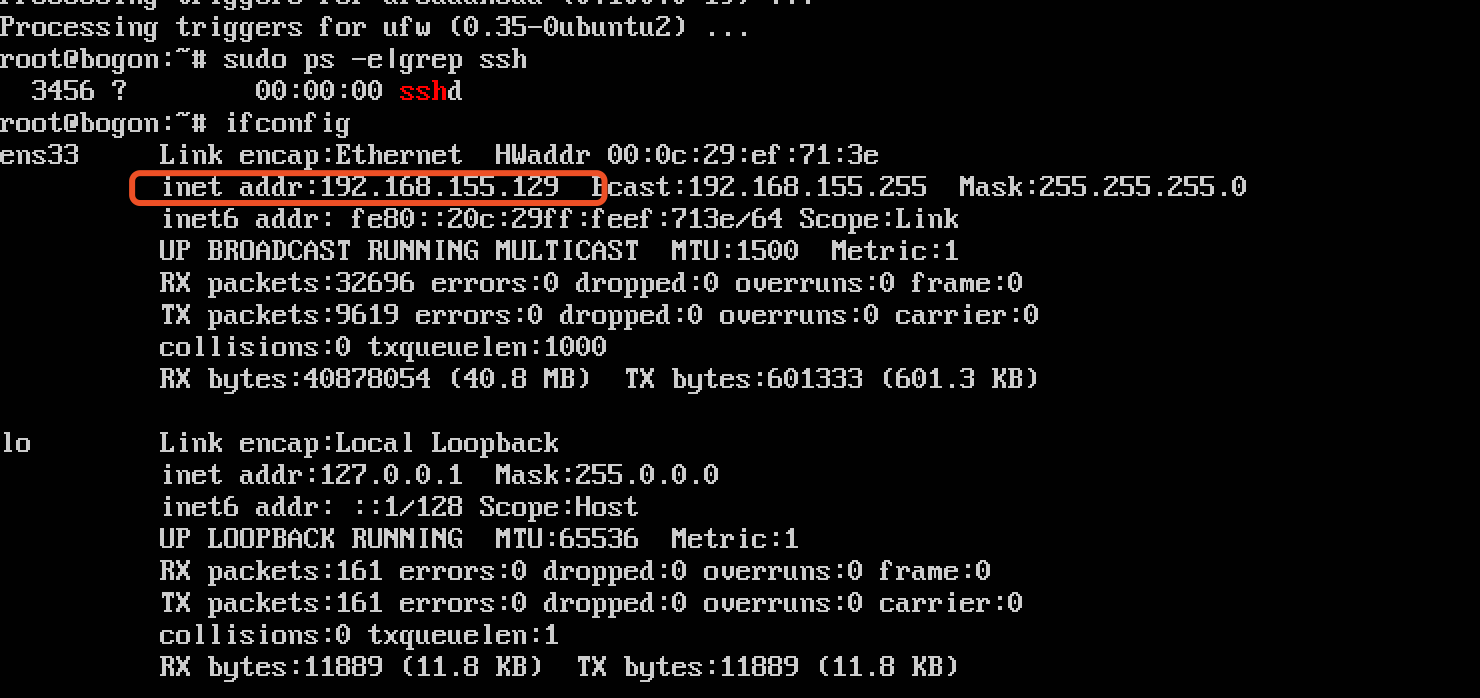 Processing triggers for ufw (0.35-0ubuntu2) ...
root@bogon:~# sudo ps -e|grep ssh
3456 ? 00:00:00 sshd
root@bogon:~# ifconfig
ens33 Link encap:Ethernet HWaddr 00:0c:29:ef:71:3e
inet addr:192.168.155.129 Bcast:192.168.155.255 Mask:255.255.255.0
inet6 addr: fe80::20c:29ff:feef:713e/64 Scope:Link
UP BROADCAST RUNNING MULTICAST MTU:1500 Metric:1
RX packets:32696 errors:0 dropped:0 overruns:0 frame:0
TX packets:9619 errors:0 dropped:0 overruns:0 carrier:0
collisions:0 txqueuelen:1000
RX bytes:40878054 (40.8 MB) TX bytes:601333 (601.3 KB)
lo Link encap:Local Loopback
inet addr:127.0.0.1 Mask:255.0.0.0
inet6 addr: ::1/128 Scope:Host
UP LOOPBACK RUNNING MTU:65536 Metric:1
RX packets:161 errors:0 dropped:0 overruns:0 frame:0
TX packets:161 errors:0 dropped:0 overruns:0 carrier:0
collisions:0 txqueuelen:1
RX bytes:11889 (11.8 KB) TX bytes:11889 (11.8 KB)